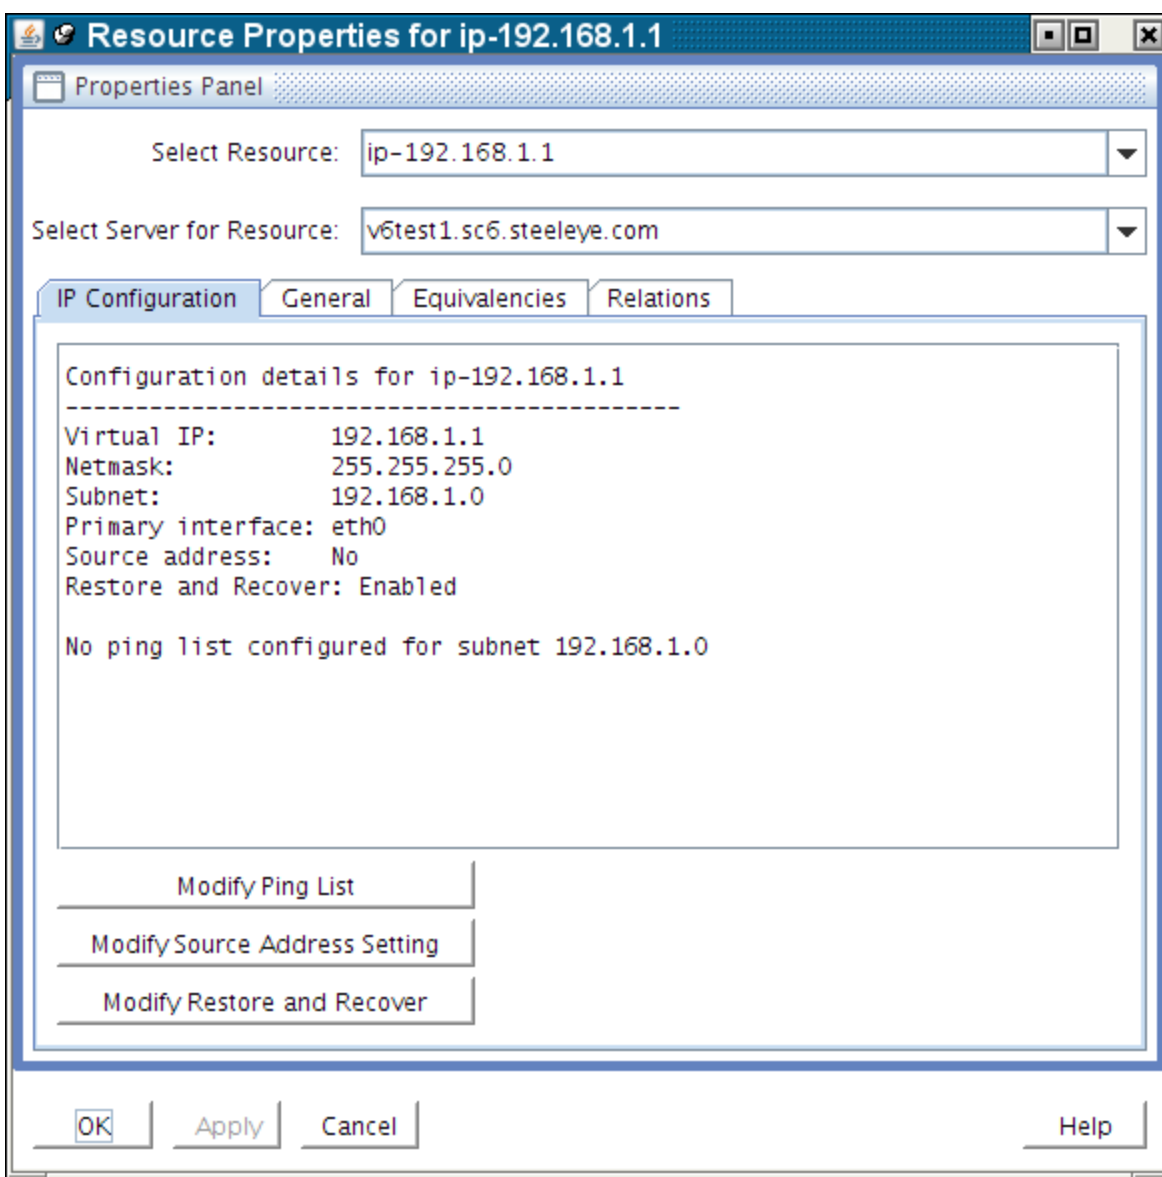 Resource Properties for ip-192.168.1.1
Properties Panel
Select Resource: ip-192.168.1.1
Select Server for Resource: v6test1.sc6.steeleye.com
IP Configuration General Equivalencies Relations
Configuration details for ip-192.168.1.1
--------------------------------------------
Virtual IP: 192.168.1.1
Netmask: 255.255.255.0
Subnet: 192.168.1.0
Primary interface: eth0
Source address: No
Restore and Recover: Enabled
No ping list configured for subnet 192.168.1.0
Modify Ping List
Modify Source Address Setting
Modify Restore and Recover
OK Apply Cancel Help